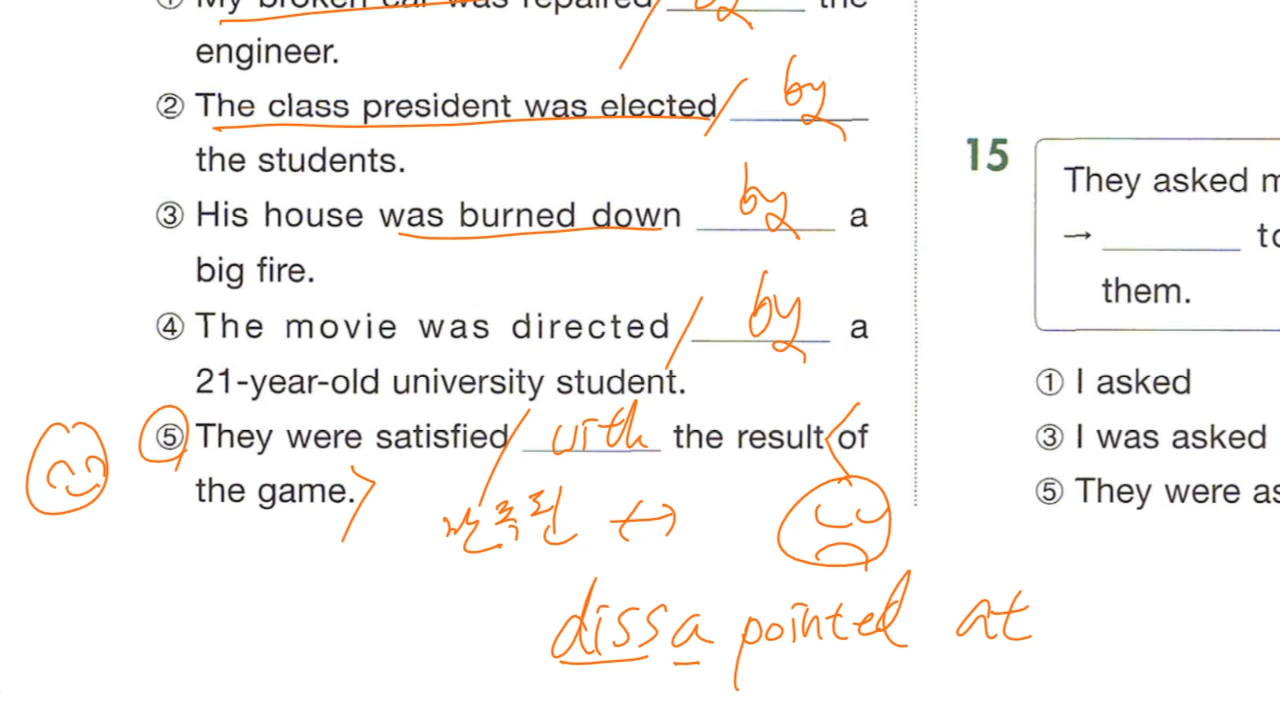 ① My broken car was repaired by the
engineer.
② The class president was elected by
the students.
③ His house was burned down by a
big fire.
④ The movie was directed by a
21-year-old university student.
⑤ They were satisfied with the result of
the game.
만족된 ↔
dissapointed at
15
They asked
→ ______ to
them.
① I asked
③ I was asked
⑤ They were as